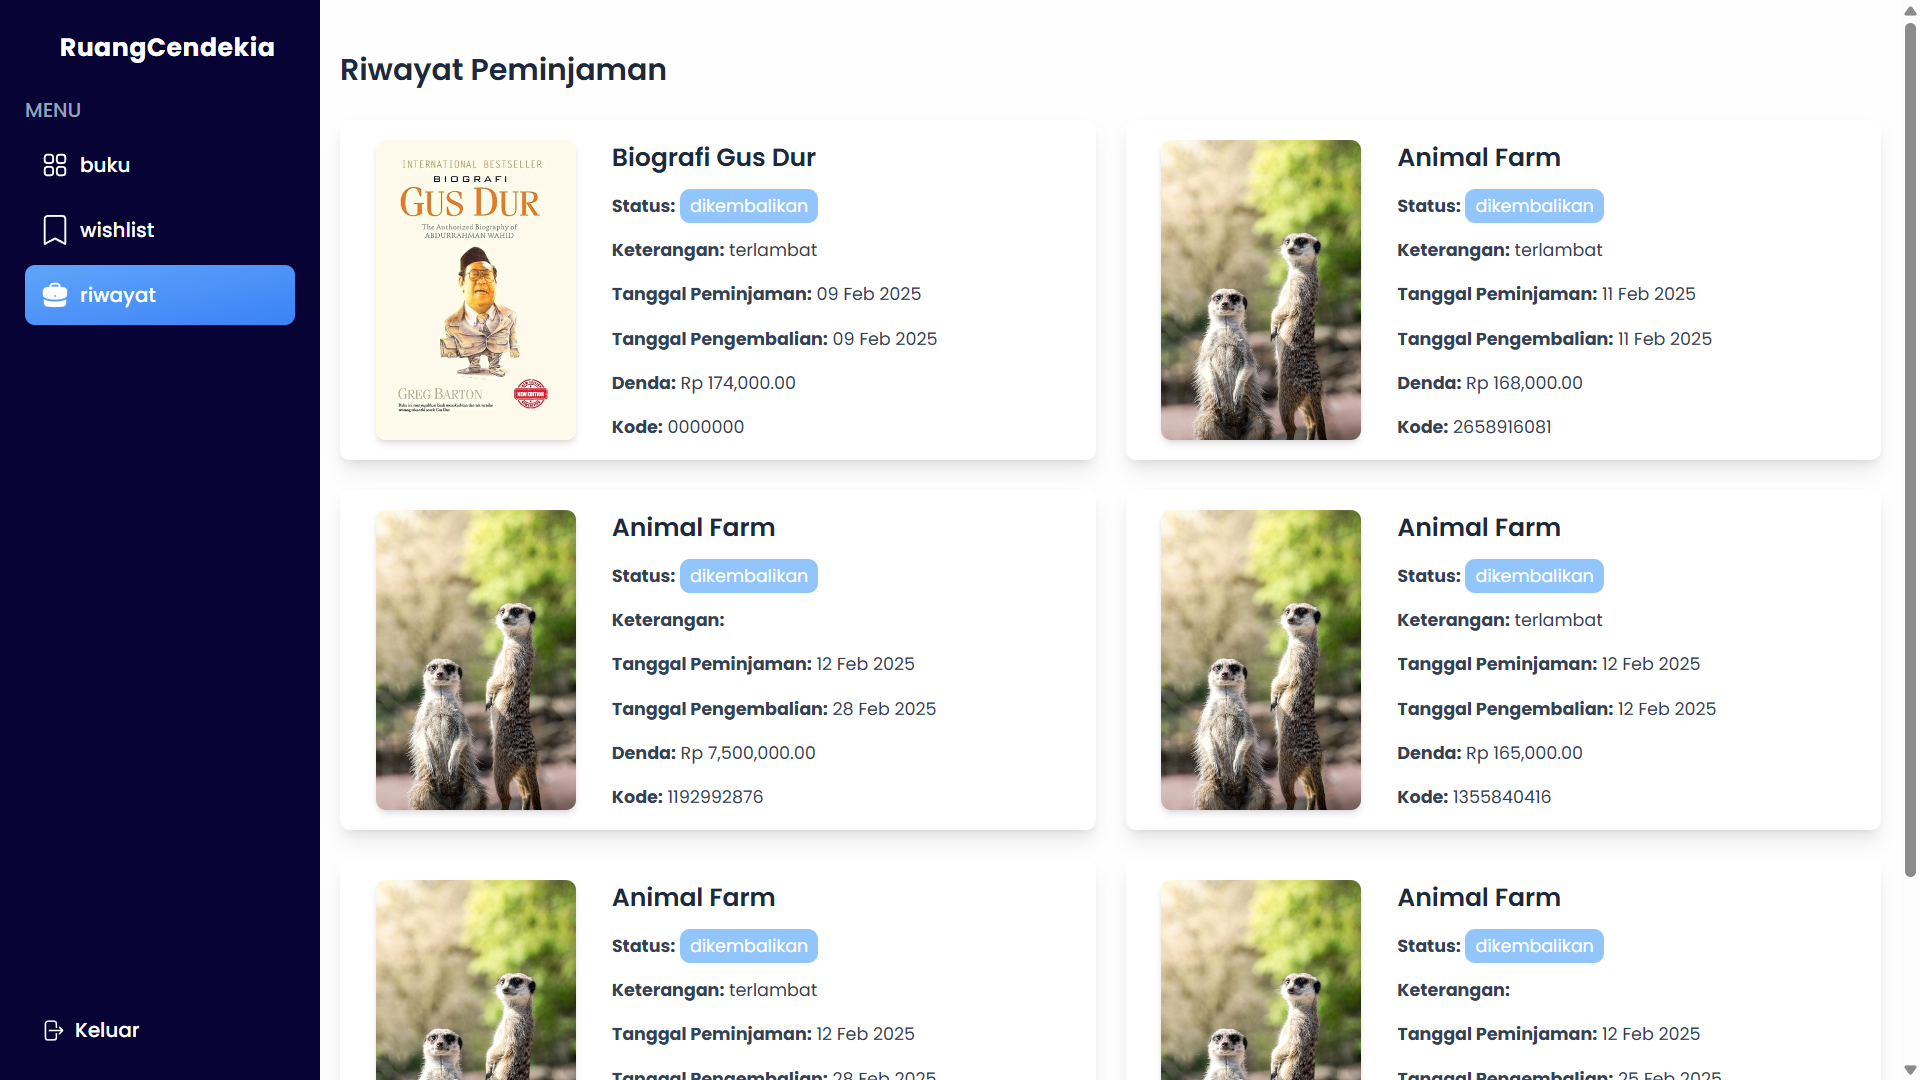 RuangCendekia
MENU
buku
wishlist
riwayat
Keluar
Riwayat Peminjaman
INTERNATIONAL BESTSELLER
BIOGRAFI
GUS DUR
The Authorized Biography of
ABDURRAHMAN WAHID
GREG BARTON
NEW EDITION
Biografi Gus Dur
Status: dikembalikan
Keterangan: terlambat
Tanggal Peminjaman: 09 Feb 2025
Tanggal Pengembalian: 09 Feb 2025
Denda: Rp 174,000.00
Kode: 0000000
Animal Farm
Status: dikembalikan
Keterangan: terlambat
Tanggal Peminjaman: 11 Feb 2025
Tanggal Pengembalian: 11 Feb 2025
Denda: Rp 168,000.00
Kode: 2658916081
Animal Farm
Status: dikembalikan
Keterangan:
Tanggal Peminjaman: 12 Feb 2025
Tanggal Pengembalian: 28 Feb 2025
Denda: Rp 7,500,000.00
Kode: 1192992876
Animal Farm
Status: dikembalikan
Keterangan: terlambat
Tanggal Peminjaman: 12 Feb 2025
Tanggal Pengembalian: 12 Feb 2025
Denda: Rp 165,000.00
Kode: 1355840416
Animal Farm
Status: dikembalikan
Keterangan: terlambat
Tanggal Peminjaman: 12 Feb 2025
Tanggal Pengembalian: 28 Feb 2025
Animal Farm
Status: dikembalikan
Keterangan:
Tanggal Peminjaman: 12 Feb 2025
Tanggal Pengembalian: 25 Feb 2025